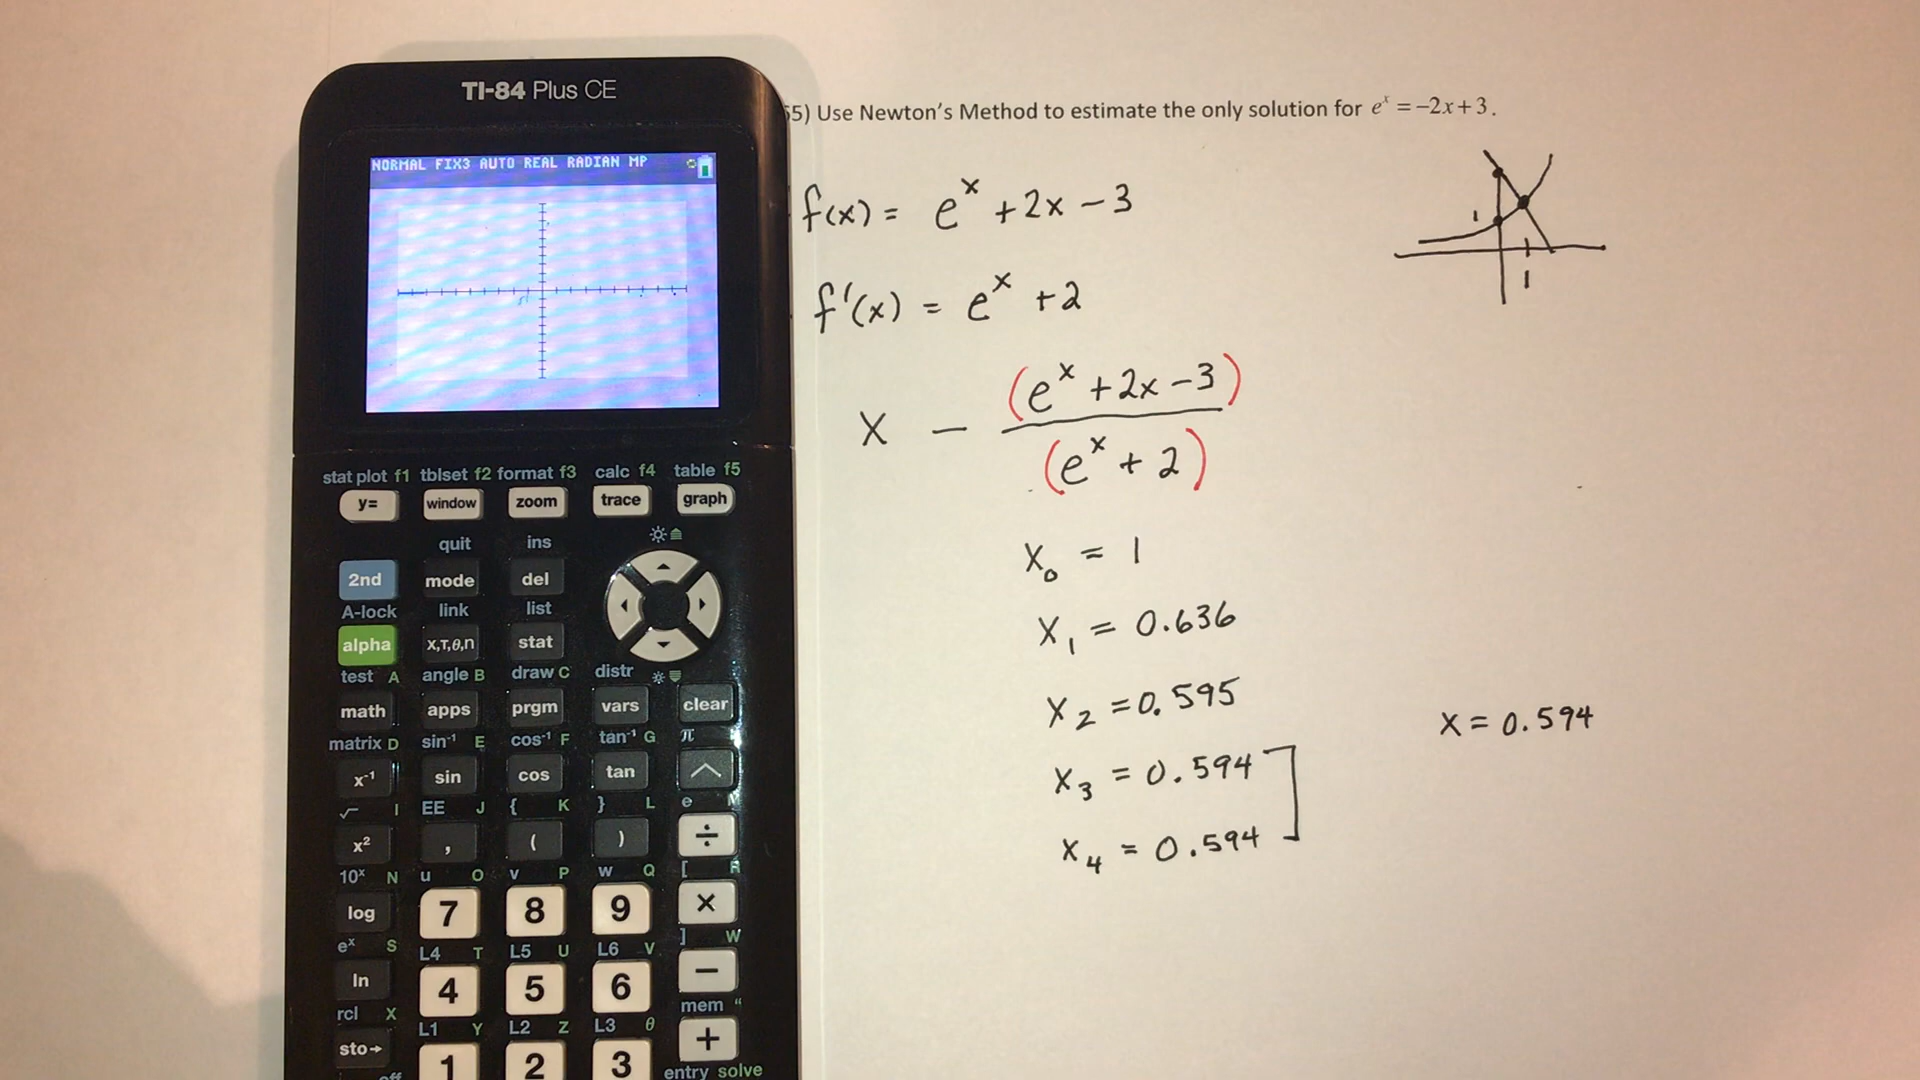 TI-84 Plus CE
NORMAL FIX3 AUTO REAL RADIAN MP
55) Use Newton's Method to estimate the only solution for eˣ = −2x + 3.
f(x) = eˣ + 2x − 3
f'(x) = eˣ + 2
x − (eˣ + 2x − 3)
(eˣ + 2)
x₀ = 1
x₁ = 0.636
x₂ = 0.595
x₃ = 0.594
x₄ = 0.594
x = 0.594
1
1
stat plot f1 tblset f2 format f3 calc f4 table f5
y= window zoom trace graph
quit ins
2nd mode del
A-lock link list
alpha X,T,θ,n stat
test A angle B draw C distr
math apps prgm vars clear
matrix D sin⁻¹ E cos⁻¹ F tan⁻¹ G π
x⁻¹ sin cos tan ^
√ I EE J { K } L e
x² , ( ) ÷
10ˣ N u O v P w Q [ R
log 7 8 9 ×
eˣ S L4 T L5 U L6 V ] W
ln 4 5 6 −
rcl X L1 Y L2 Z L3 θ mem "
sto→ 1 2 3 +
off entry solve